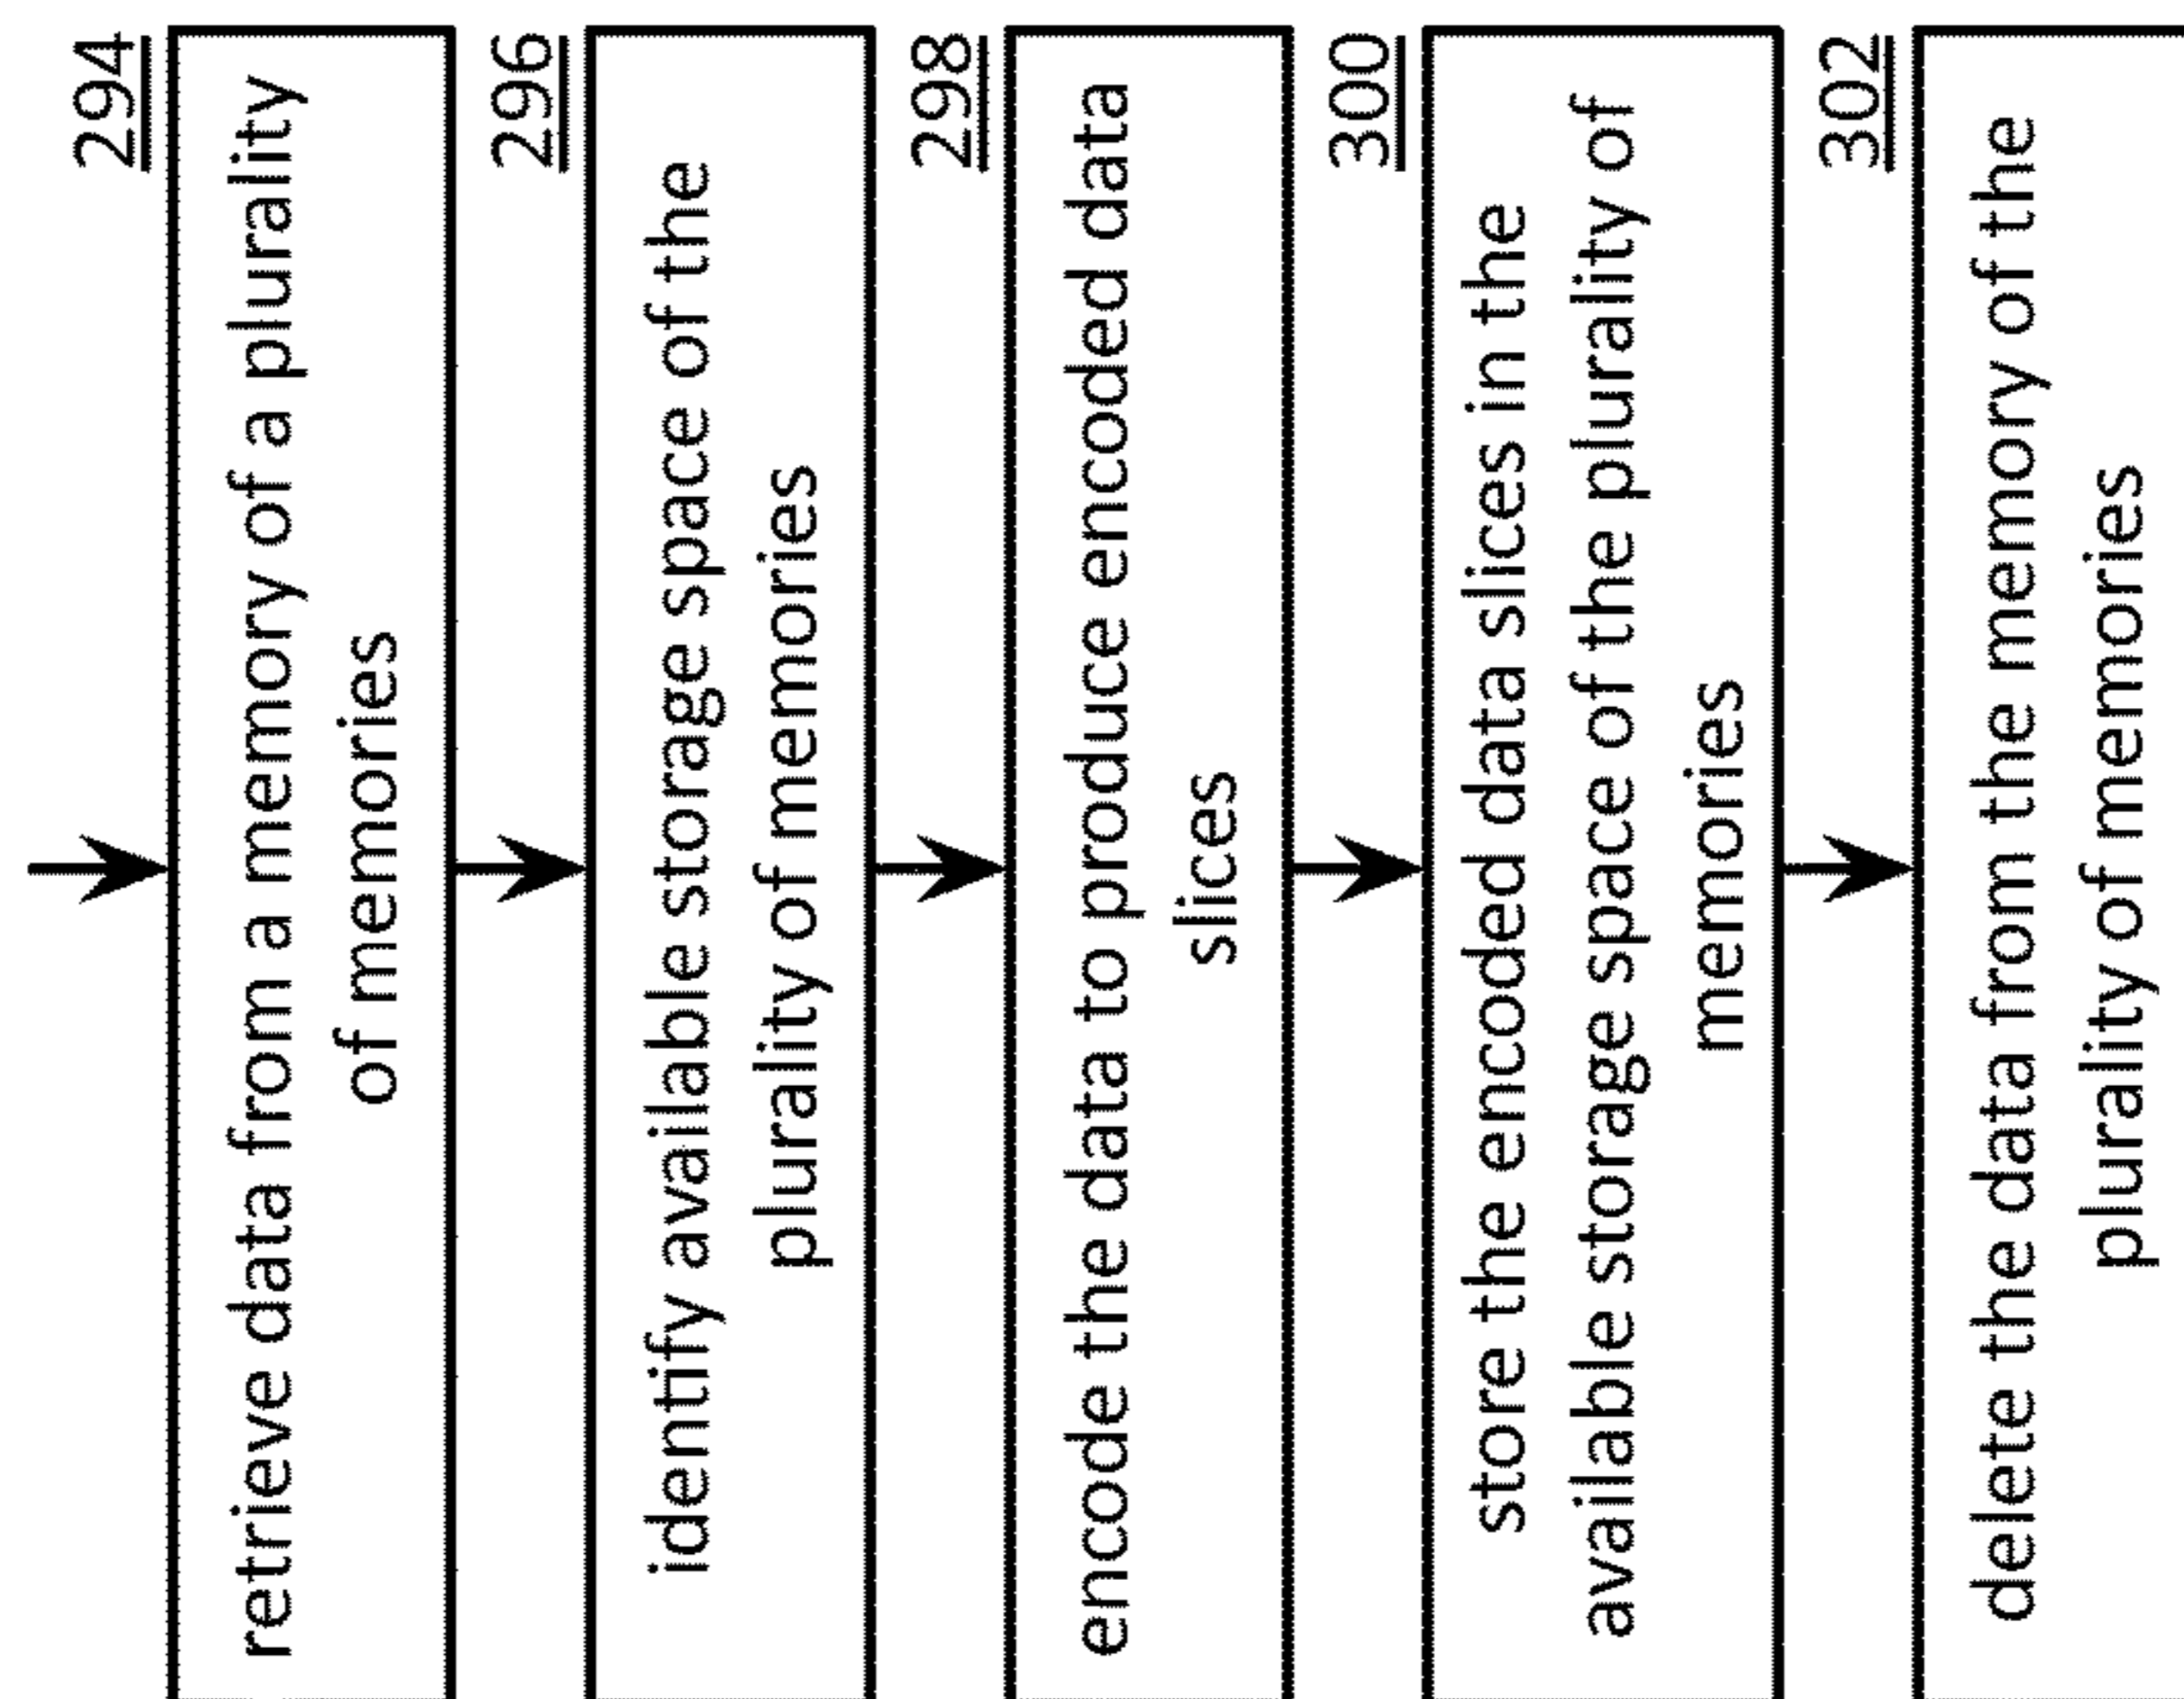 294
retrieve data from a memory of a plurality
of memories
296
identify available storage space of the
plurality of memories
298
encode the data to produce encoded data
slices
300
store the encoded data slices in the
available storage space of the plurality of
memories
302
delete the data from the memory of the
plurality of memories